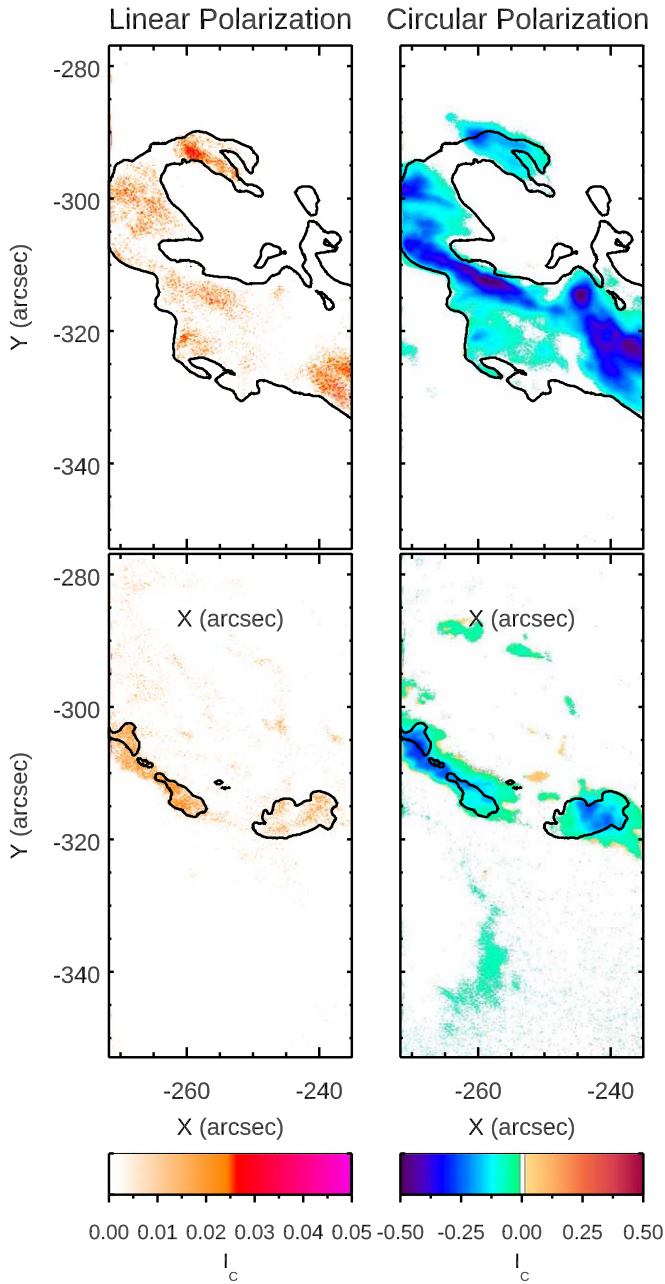 Linear Polarization Circular Polarization
-280
-300
Y (arcsec)
-320
-340
-280
X (arcsec) X (arcsec)
-300
Y (arcsec)
-320
-340
-260 -240 -260 -240
X (arcsec) X (arcsec)
0.00 0.01 0.02 0.03 0.04 0.05 -0.50 -0.25 0.00 0.25 0.50
I_C I_C